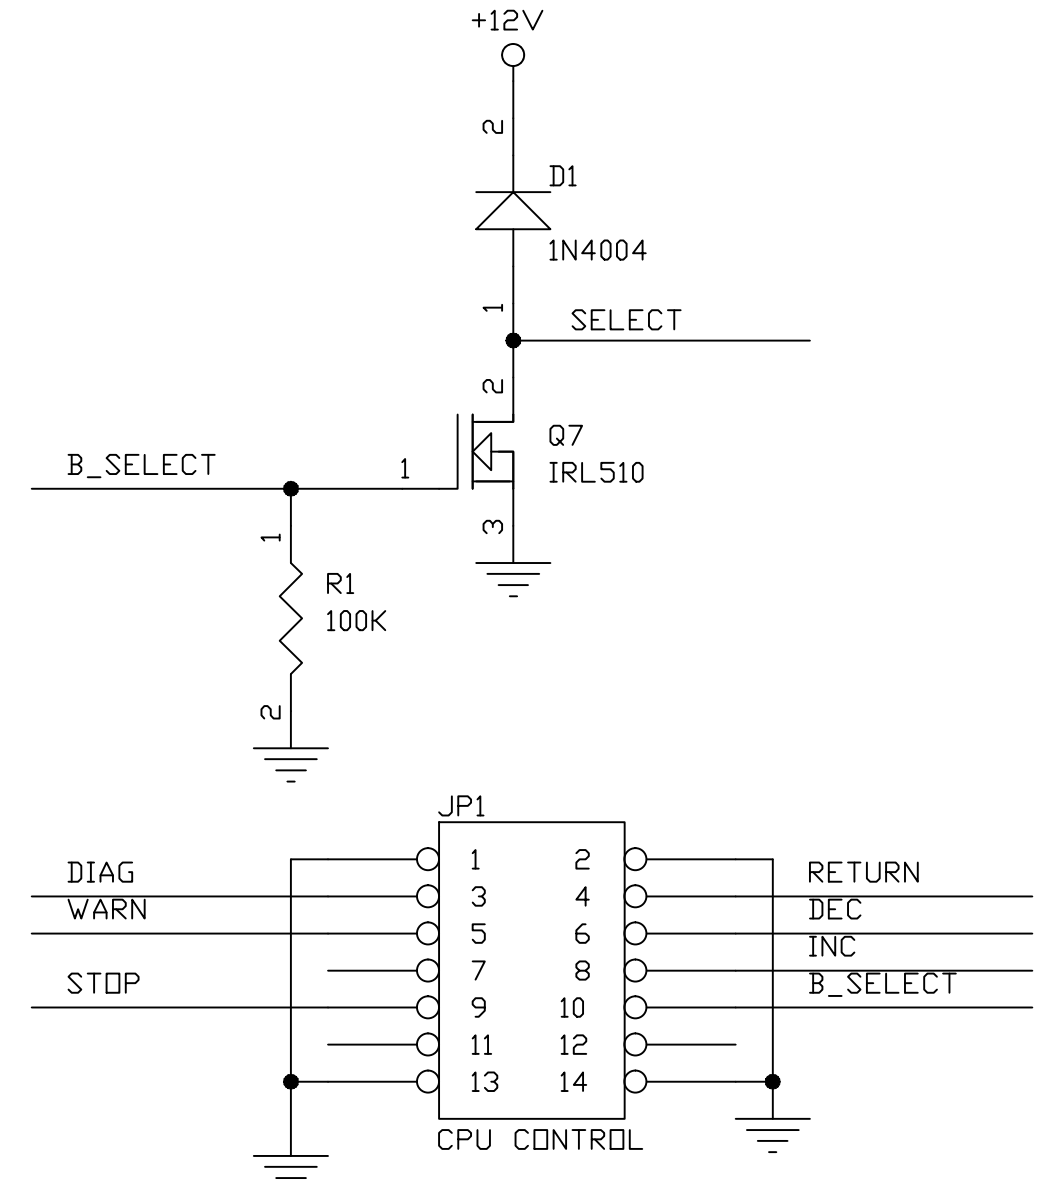 +12V
2
D1
1N4004
1
SELECT
2
Q7
B_SELECT
1
IRL510
3
1
R1
100K
2
JP1
1 2
DIAG RETURN
3 4
WARN DEC
5 6
INC
7 8
STOP B_SELECT
9 10
11 12
13 14
CPU CONTROL